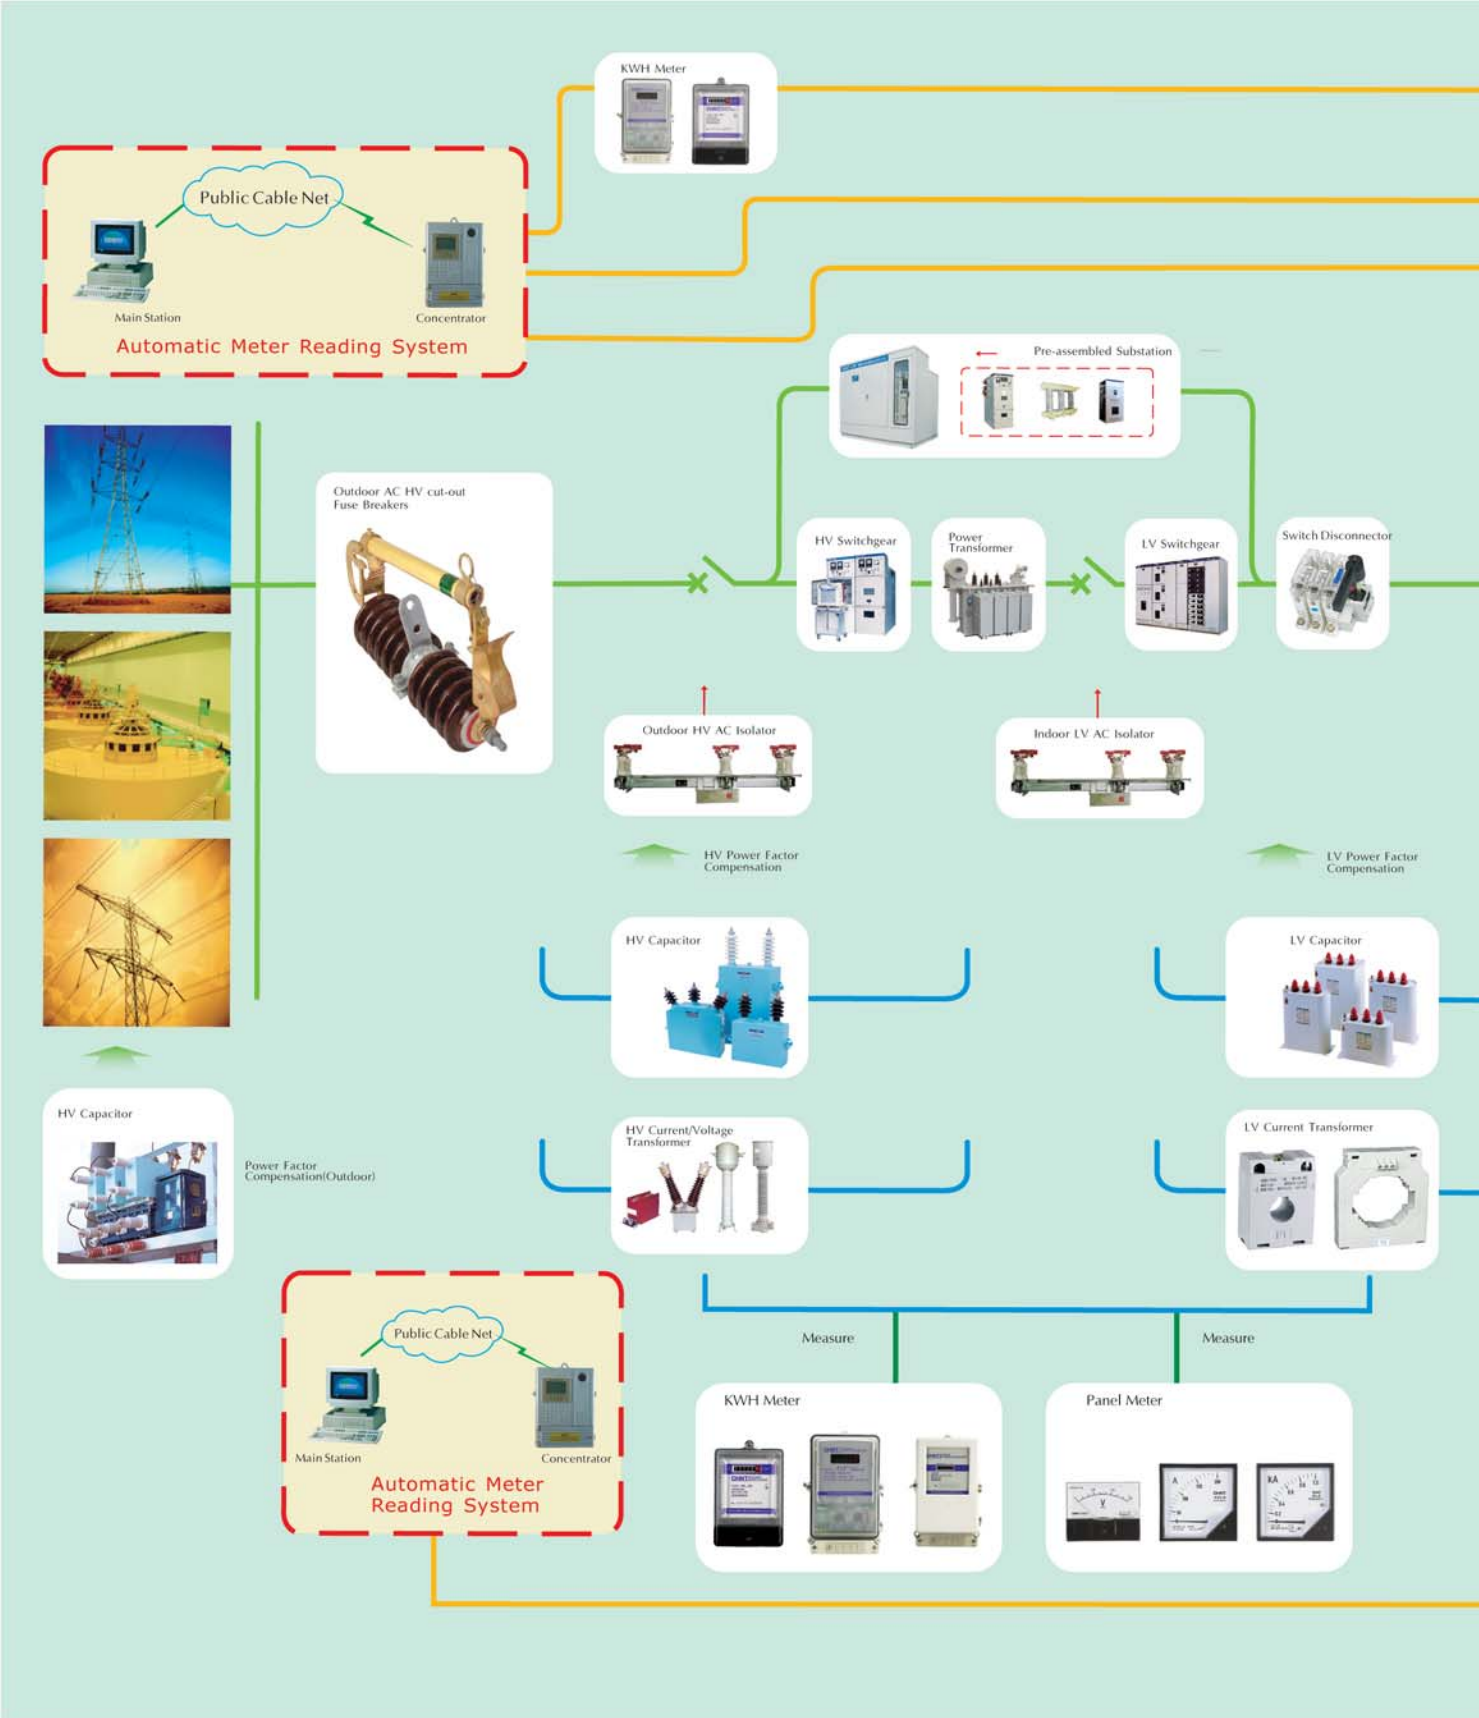 KWH Meter
Public Cable Net
Main Station
Concentrator
Automatic Meter Reading System
Pre-assembled Substation
Outdoor AC HV cut-out
Fuse Breakers
HV Switchgear
Power
Transformer
LV Switchgear
Switch Disconnector
Outdoor HV AC Isolator
Indoor LV AC Isolator
HV Power Factor
Compensation
LV Power Factor
Compensation
HV Capacitor
LV Capacitor
HV Capacitor
Power Factor
Compensation(Outdoor)
HV Current/Voltage
Transformer
LV Current Transformer
Public Cable Net
Main Station
Concentrator
Automatic Meter
Reading System
Measure
Measure
KWH Meter
Panel Meter
V
A
kA